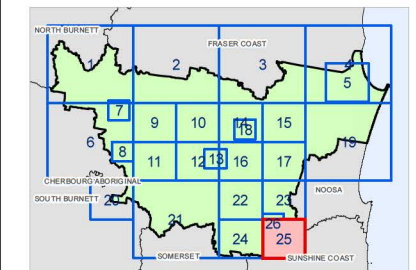 NORTH BURNETT
FRASER COAST
1 2 3 4
5
7
9 10 14 15
18
6 19
8
11 12 13 16 17
CHERBOURG ABORIGINAL
NOOSA
SOUTH BURNETT 20 22 23
21
26
24 25
SOMERSET SUNSHINE COAST